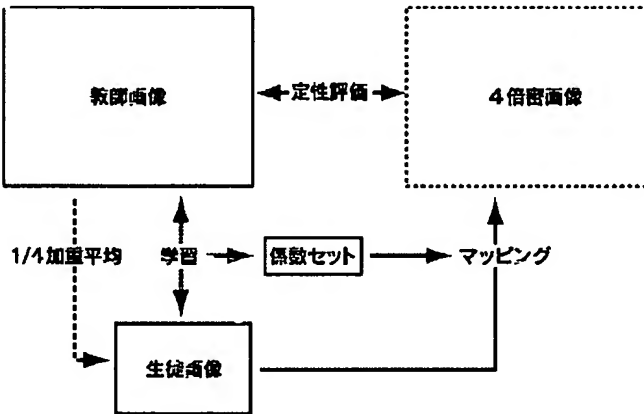 教師画像
定性評価
4倍密画像
1/4加重平均
学習
係数セット
マッピング
生徒画像